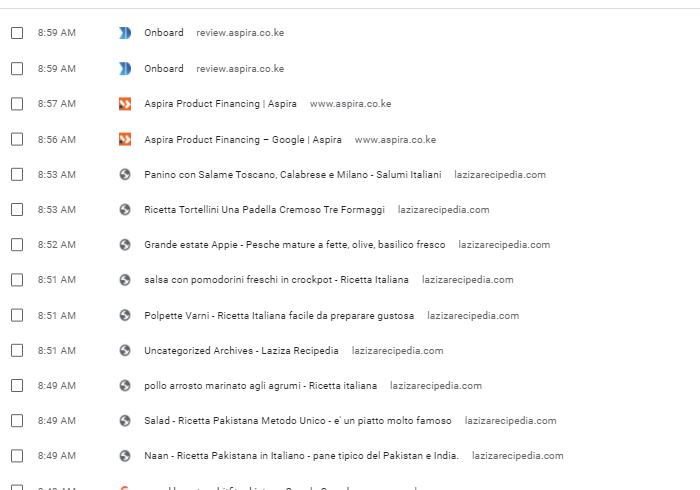 8:59 AM Onboard review.aspira.co.ke
8:59 AM Onboard review.aspira.co.ke
8:57 AM Aspira Product Financing | Aspira www.aspira.co.ke
8:56 AM Aspira Product Financing – Google | Aspira www.aspira.co.ke
8:53 AM Panino con Salame Toscano, Calabrese e Milano - Salumi Italiani lazizarecipedia.com
8:53 AM Ricetta Tortellini Una Padella Cremoso Tre Formaggi lazizarecipedia.com
8:52 AM Grande estate Appie - Pesche mature a fette, olive, basilico fresco lazizarecipedia.com
8:51 AM salsa con pomodorini freschi in crockpot - Ricetta Italiana lazizarecipedia.com
8:51 AM Polpette Varni - Ricetta Italiana facile da preparare gustosa lazizarecipedia.com
8:51 AM Uncategorized Archives - Laziza Recipedia lazizarecipedia.com
8:49 AM pollo arrosto marinato agli agrumi - Ricetta italiana lazizarecipedia.com
8:49 AM Salad - Ricetta Pakistana Metodo Unico - e' un piatto molto famoso lazizarecipedia.com
8:49 AM Naan - Ricetta Pakistana in Italiano - pane tipico del Pakistan e India. lazizarecipedia.com